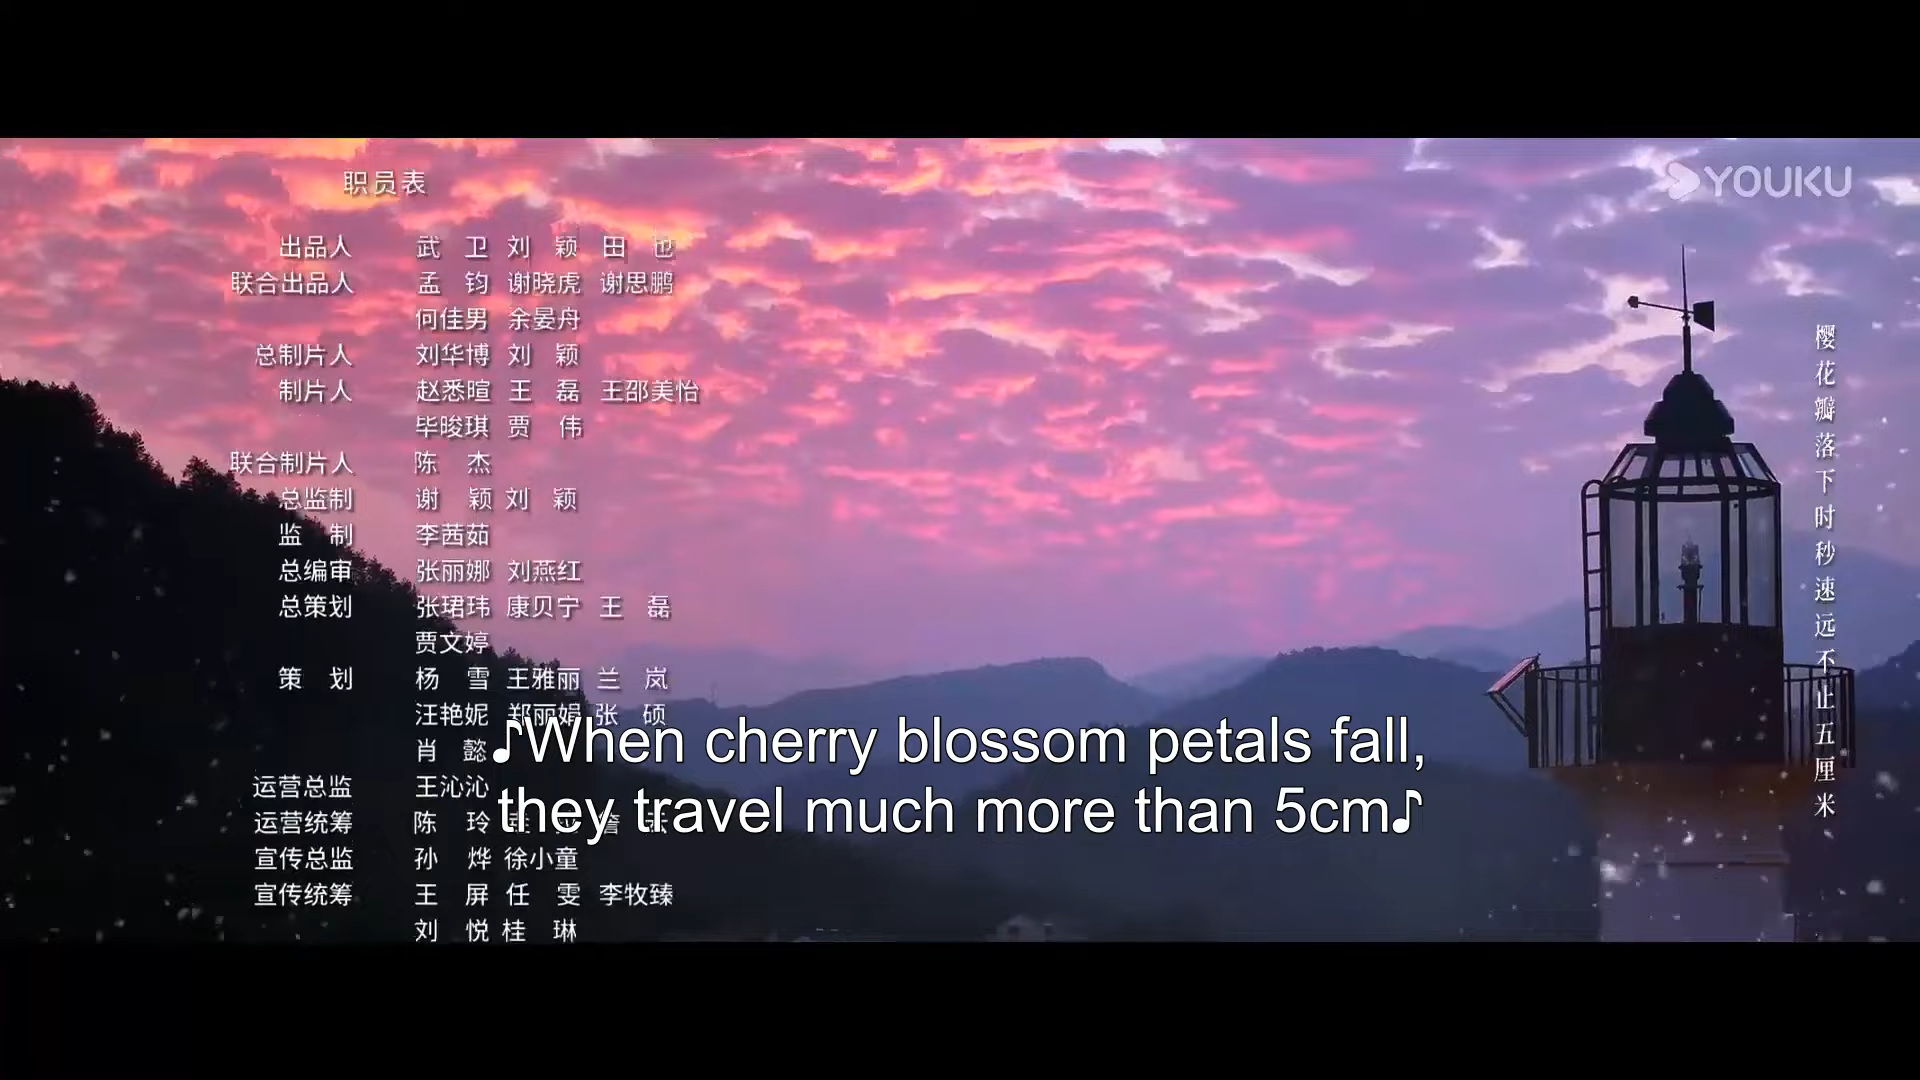 职员表
YOUKU
出品人 武 卫 刘 颖 田 也
联合出品人 孟 钧 谢晓虎 谢思鹏
何佳男 余晏舟
总制片人 刘华博 刘 颖
制片人 赵悉暄 王 磊 王邵美怡
毕晙琪 贾 伟
联合制片人 陈 杰
总监制 谢 颖 刘 颖
监 制 李茜茹
总编审 张丽娜 刘燕红
总策划 张珺玮 康贝宁 王 磊
贾文婷
策 划 杨 雪 王雅丽 兰 岚
汪艳妮 郑丽娟 张 硕
肖 懿
运营总监 王沁沁
运营统筹 陈 玲
宣传总监 孙 烨 徐小童
宣传统筹 王 屏 任 雯 李牧臻
刘 悦 桂 琳
♪When cherry blossom petals fall,
they travel much more than 5cm♪
樱花瓣落下时秒速远不止五厘米